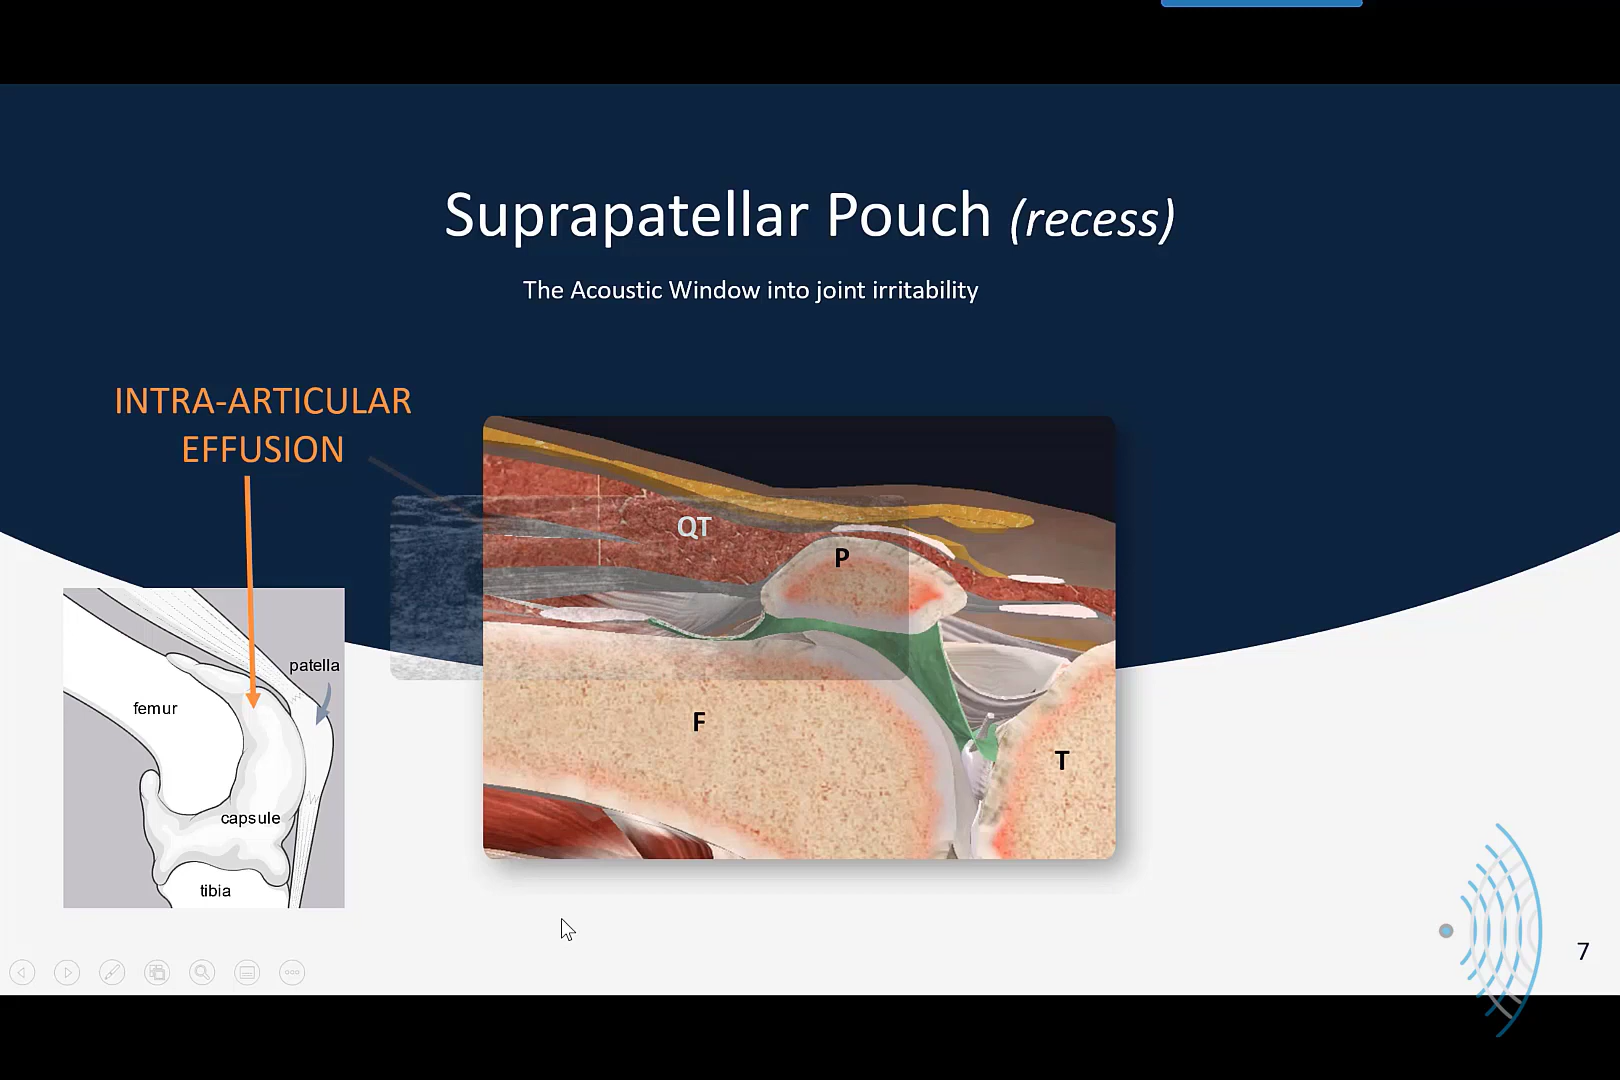 Suprapatellar Pouch (recess)
The Acoustic Window into joint irritability
INTRA-ARTICULAR
EFFUSION
QT
P
F
T
patella
femur
capsule
tibia
7